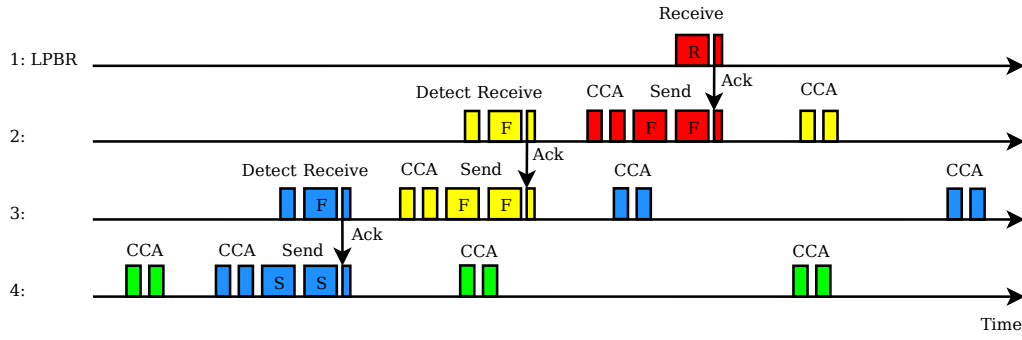 Receive
1: LPBR
R
Ack
Detect Receive CCA Send CCA
2:
F F F
Ack
Detect Receive CCA Send CCA CCA
3:
F F F
Ack
CCA CCA Send CCA CCA
4:
S S
Time